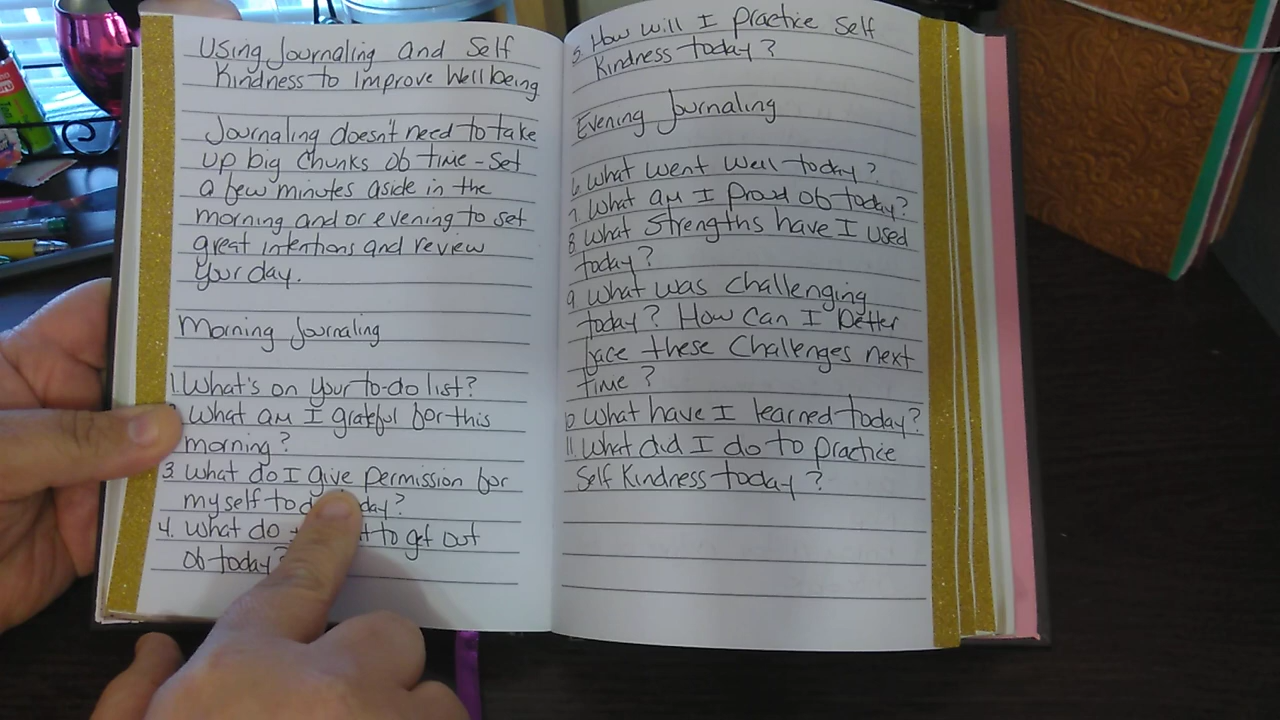 Using Journaling and Self
Kindness to Improve Wellbeing
Journaling doesn't need to take
up big chunks of time - Set
a few minutes aside in the
morning and or evening to set
great intentions and review
your day.
Morning Journaling
1. What's on your to-do list?
What am I grateful for this
morning?
3. What do I give permission for
myself to day?
4. What do to get out
of today?
5. How will I practice Self
Kindness today?
Evening Journaling
6. What went well today?
7. What am I proud of today?
8. What Strengths have I used
today?
9. What was challenging
today? How can I better
face these challenges next
time?
10. What have I learned today?
11. What did I do to practice
Self Kindness today?